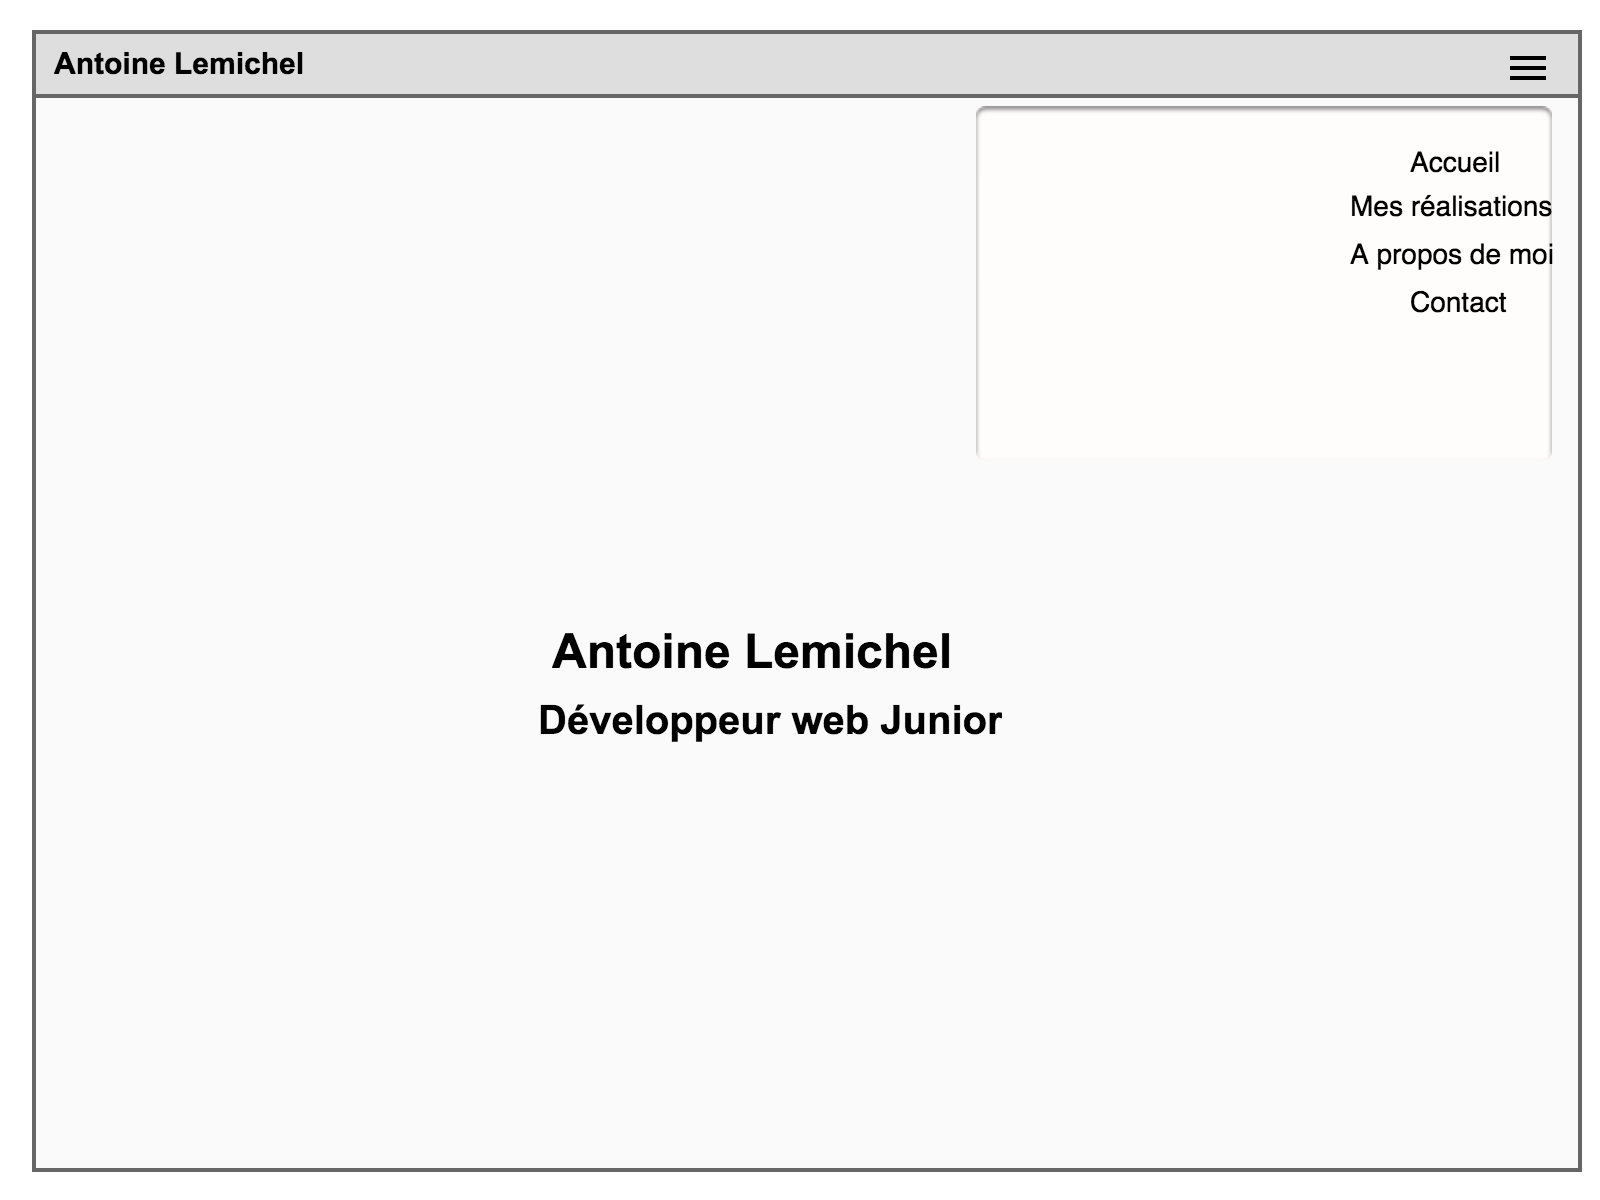 Antoine Lemichel
Accueil
Mes réalisations
A propos de moi
Contact
Antoine Lemichel
Développeur web Junior